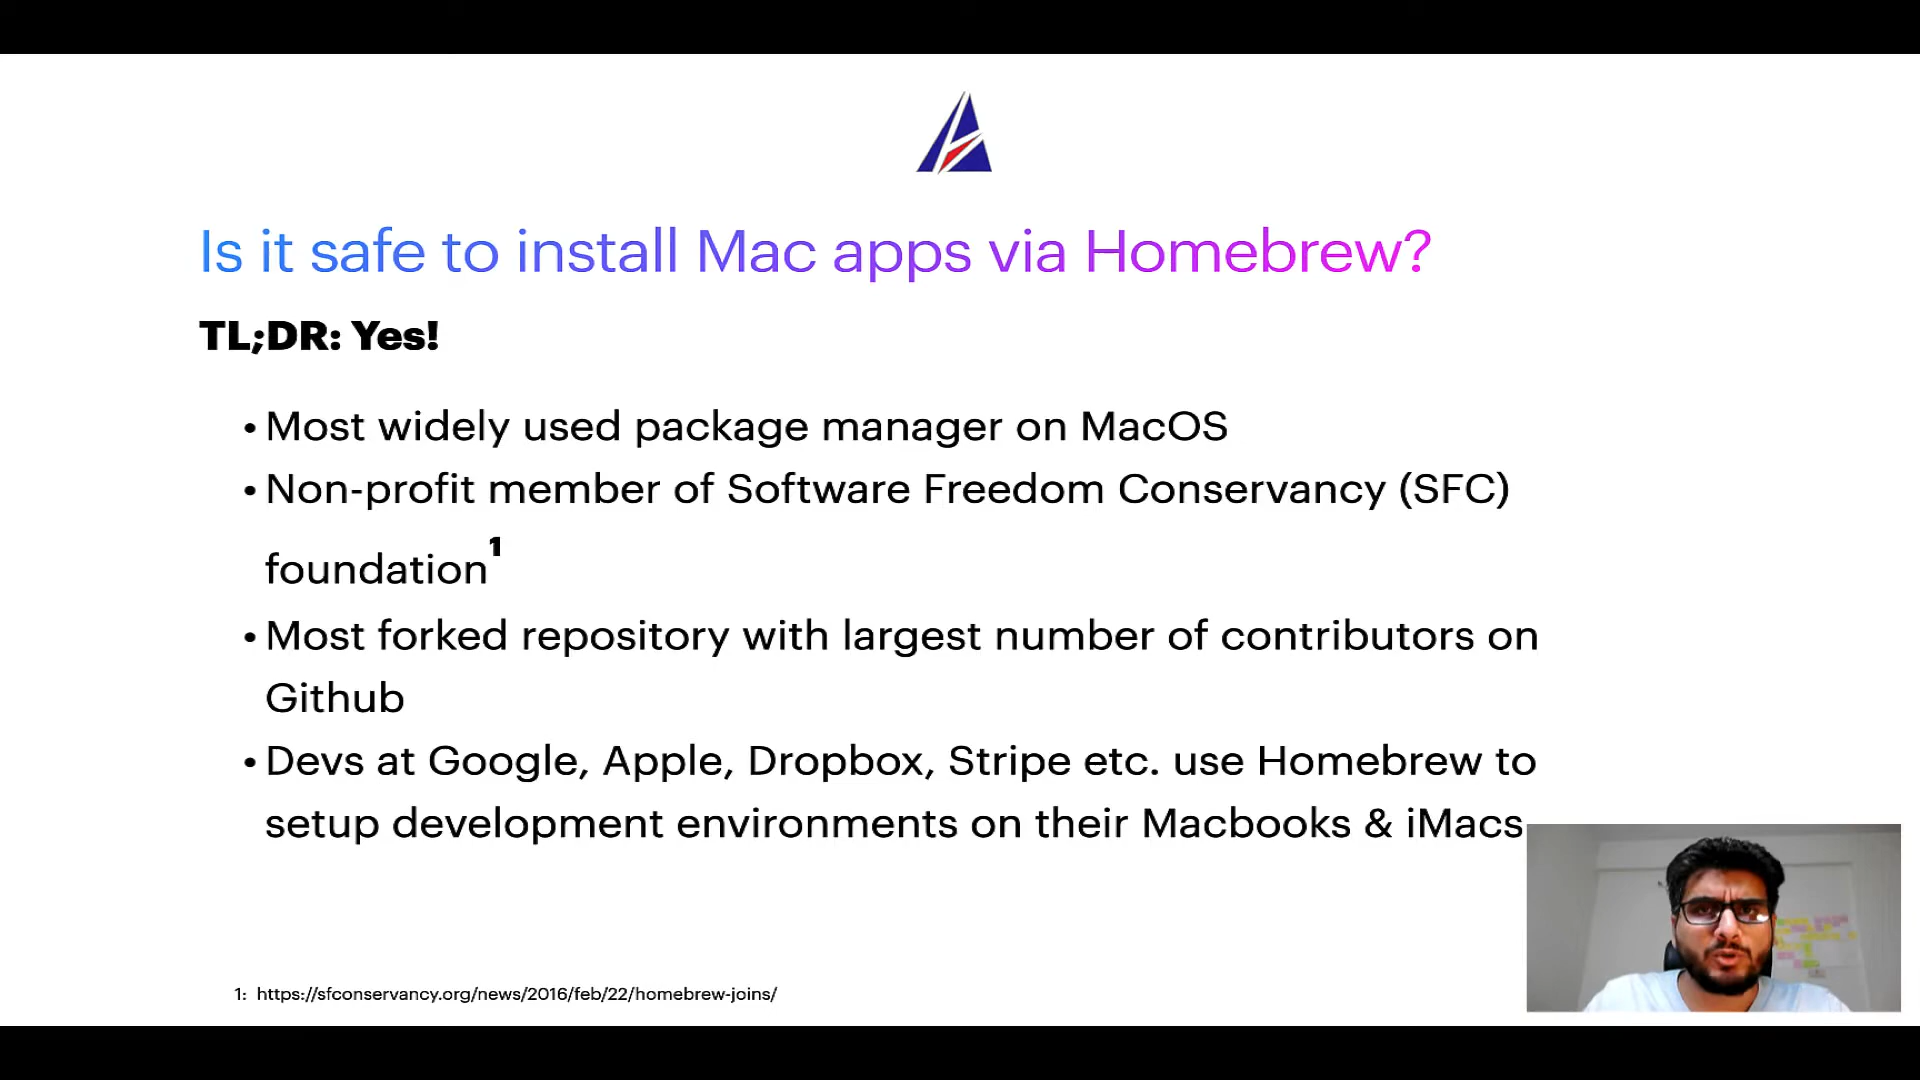 Is it safe to install Mac apps via Homebrew?
TL;DR: Yes!
• Most widely used package manager on MacOS
• Non-profit member of Software Freedom Conservancy (SFC)
foundation1
• Most forked repository with largest number of contributors on
Github
• Devs at Google, Apple, Dropbox, Stripe etc. use Homebrew to
setup development environments on their Macbooks & iMacs
1: https://sfconservancy.org/news/2016/feb/22/homebrew-joins/